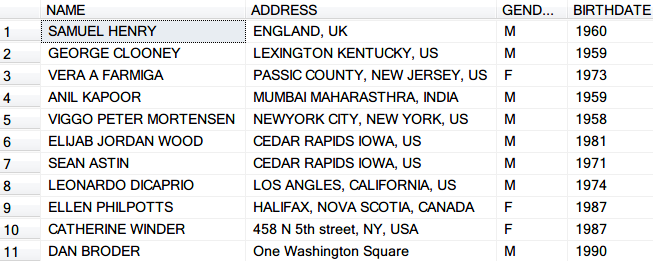 NAME ADDRESS GEND... BIRTHDATE
1 SAMUEL HENRY ENGLAND, UK M 1960
2 GEORGE CLOONEY LEXINGTON KENTUCKY, US M 1959
3 VERA A FARMIGA PASSIC COUNTY, NEW JERSEY, US F 1973
4 ANIL KAPOOR MUMBAI MAHARASTHRA, INDIA M 1959
5 VIGGO PETER MORTENSEN NEWYORK CITY, NEW YORK, US M 1958
6 ELIJAB JORDAN WOOD CEDAR RAPIDS IOWA, US M 1981
7 SEAN ASTIN CEDAR RAPIDS IOWA, US M 1971
8 LEONARDO DICAPRIO LOS ANGLES, CALIFORNIA, US M 1974
9 ELLEN PHILPOTTS HALIFAX, NOVA SCOTIA, CANADA F 1987
10 CATHERINE WINDER 458 N 5th street, NY, USA F 1987
11 DAN BRODER One Washington Square M 1990